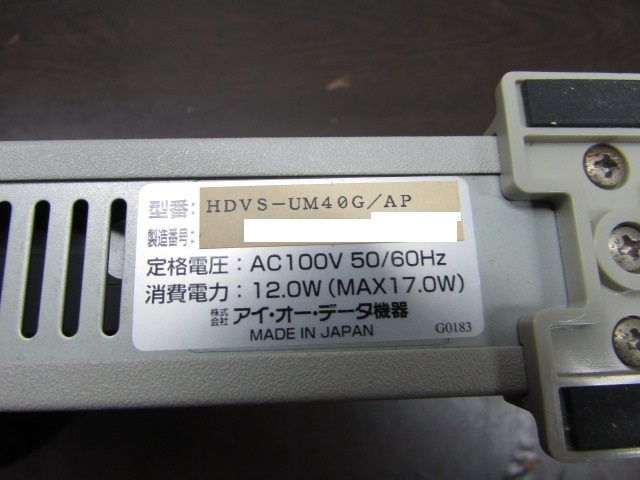 型番: HDVS-UM40G/AP
製造番号:
定格電圧:AC100V 50/60Hz
消費電力:12.0W(MAX17.0W)
株式会社 アイ・オー・データ機器
MADE IN JAPAN G0183